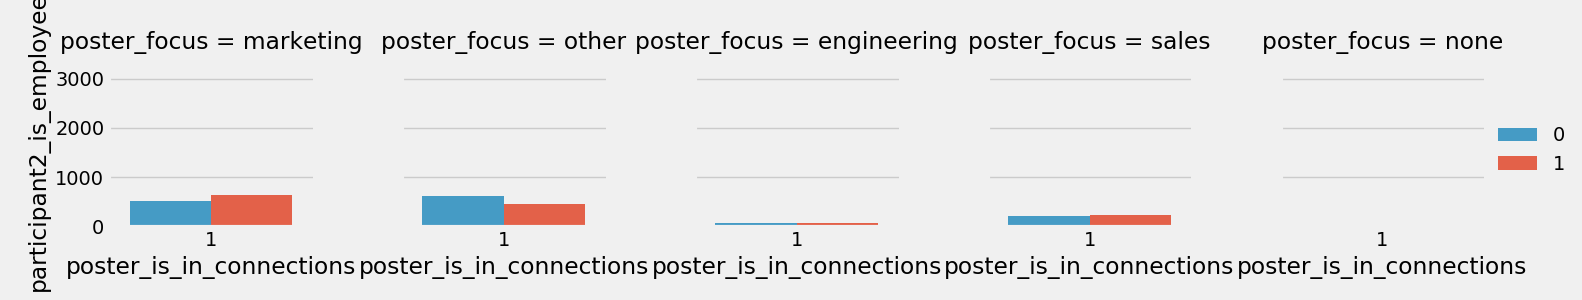 poster_focus = marketing
poster_focus = other
poster_focus = engineering
poster_focus = sales
poster_focus = none
participant2_is_employee
3000
2000
1000
0
0
1
1
1
1
1
1
poster_is_in_connections
poster_is_in_connections
poster_is_in_connections
poster_is_in_connections
poster_is_in_connections